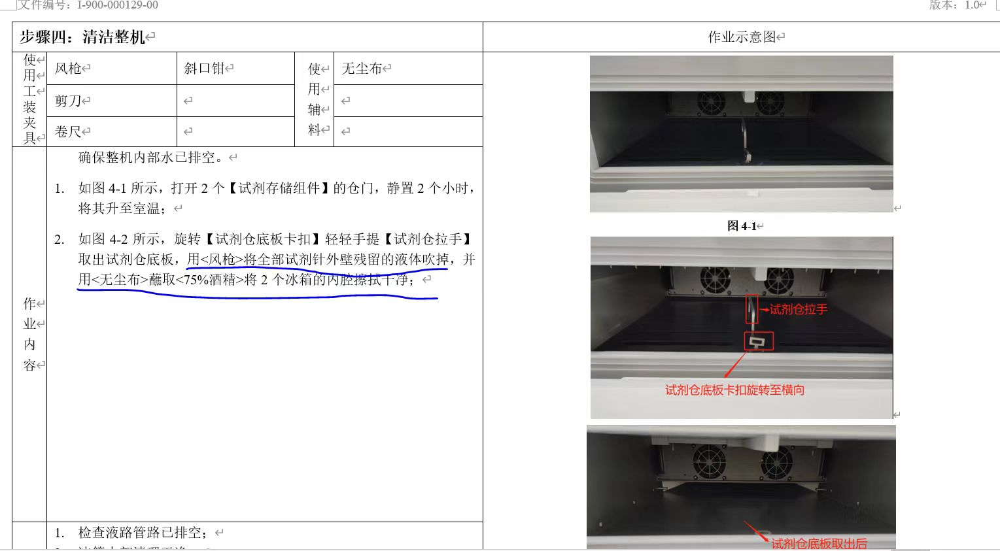 文件编号：I-900-000129-00
版本：1.0
步骤四：清洁整机
作业示意图
使用工装夹具
风枪
斜口钳
使用辅料
无尘布
剪刀
卷尺
作业内容
确保整机内部水已排空。
1. 如图 4-1 所示，打开 2 个【试剂存储组件】的仓门，静置 2 个小时，
将其升至室温；
2. 如图 4-2 所示，旋转【试剂仓底板卡扣】轻轻手提【试剂仓拉手】
取出试剂仓底板，用<风枪>将全部试剂针外壁残留的液体吹掉，并
用<无尘布>蘸取<75%酒精>将 2 个冰箱的内腔擦拭干净；
1. 检查液路管路已排空；
图 4-1
试剂仓拉手
试剂仓底板卡扣旋转至横向
试剂仓底板取出后